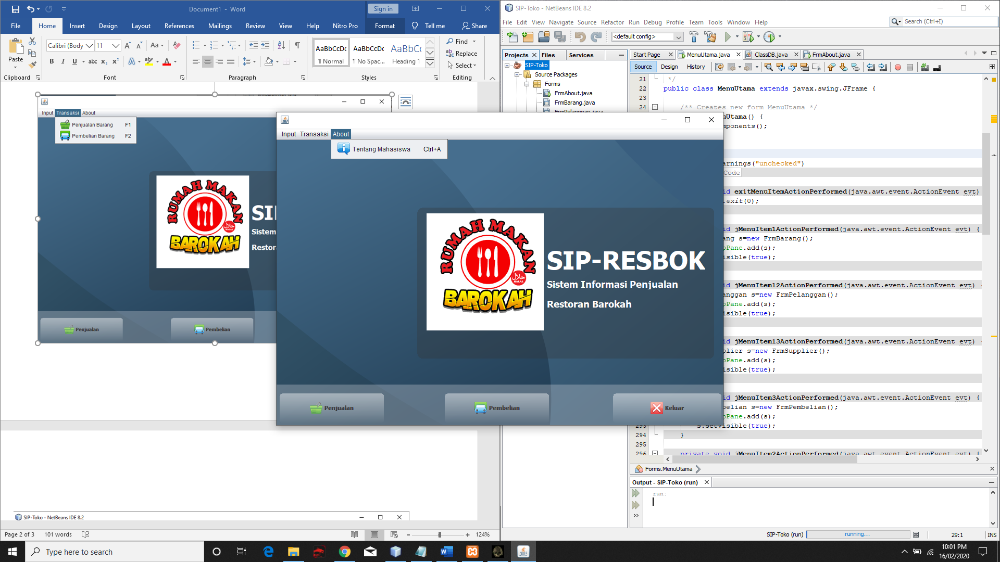 Document1 - Word
Sign in
File Home Insert Design Layout References Mailings Review View Help Nitro Pro Format Tell me Share
Paste
Calibri (Body 11
Aa
B I U abc x₂ x²
AaBbCcDc AaBbCcDc AaBbCc
¶ Normal ¶ No Spac... Heading 1
Find
Replace
Select
Clipboard Font Paragraph Styles Editing
Input Transaksi About
Penjualan Barang F1
Pembelian Barang F2
RUMAH MAKAN
حلال
HALAL
BAROKAH
Sistem
Penjualan Pembelian
SIP-Toko - NetBeans IDE 8.2
Page 2 of 3 101 words 124%
Input Transaksi About
Tentang Mahasiswa Ctrl+A
RUMAH MAKAN
حلال
HALAL
BAROKAH
SIP-RESBOK
Sistem Informasi Penjualan
Restoran Barokah
Penjualan Pembelian Keluar
SIP-Toko - NetBeans IDE 8.2
File Edit View Navigate Source Refactor Run Debug Profile Team Tools Window Help
Search (Ctrl+I)
<default config>
Projects Files Services
SIP-Toko
Source Packages
Forms
FrmAbout.java
FrmBarang.java
FrmPelanggan.java
Start Page MenuUtama.java ClassDB.java FrmAbout.java
Source Design History
21 */
22 public class MenuUtama extends javax.swing.JFrame {
23
24 /** Creates new form MenuUtama */
uUtama() {
mponents();
arnings("unchecked")
Code
id exitMenuItemActionPerformed(java.awt.event.ActionEvent evt)
.exit(0);
id jMenuItem1ActionPerformed(java.awt.event.ActionEvent evt) {
ang s=new FrmBarang();
oPane.add(s);
isible(true);
id jMenuItem12ActionPerformed(java.awt.event.ActionEvent evt)
anggan s=new FrmPelanggan();
oPane.add(s);
isible(true);
id jMenuItem13ActionPerformed(java.awt.event.ActionEvent evt)
plier s=new FrmSupplier();
oPane.add(s);
isible(true);
id jMenuItem3ActionPerformed(java.awt.event.ActionEvent evt) {
belian s=new FrmPembelian();
oPane.add(s);
293 s.setVisible(true);
294 }
295
296 private void jMenuItem2ActionPerformed(java.awt.event.ActionEvent evt) {
Forms.MenuUtama
Output - SIP-Toko (run)
run:
SIP-Toko (run) running... 29:1 INS
Type here to search
10:01 PM
16/02/2020